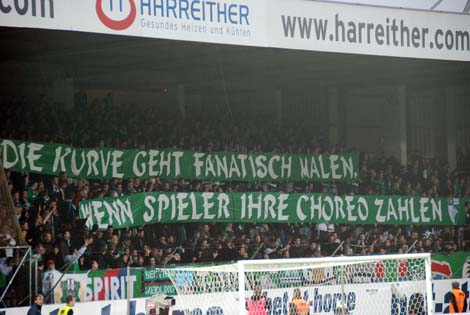 .com
HARREITHER
Gesundes Heizen und Kühlen
www.harreither.com
DIE KURVE GEHT FANATISCH MALEN,
WENN SPIELER IHRE CHOREO ZAHLEN
SPIRIT